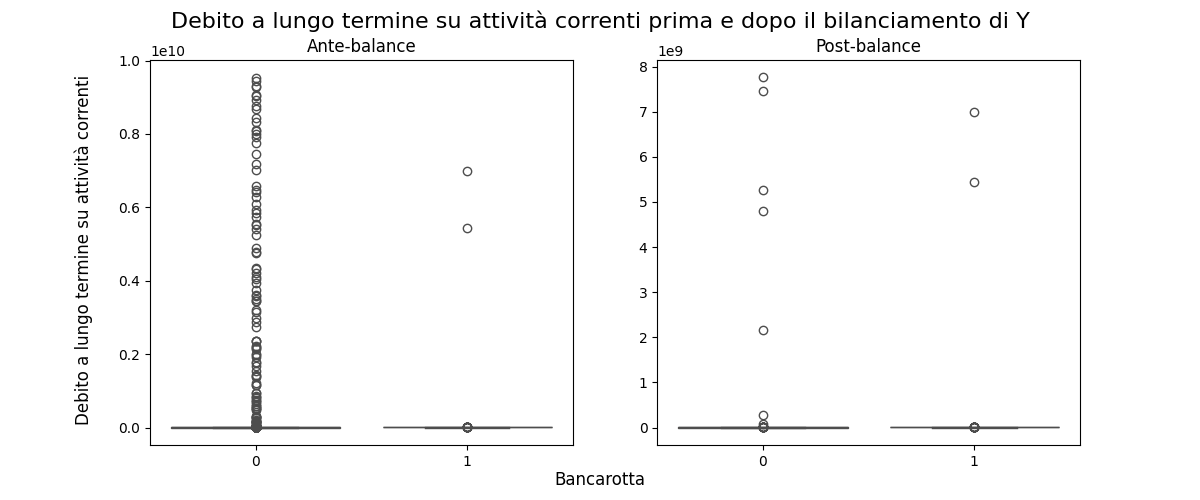 Debito a lungo termine su attività correnti prima e dopo il bilanciamento di Y
Ante-balance
1e10
1.0
0.8
0.6
0.4
0.2
0.0
Debito a lungo termine su attività correnti
0
1
Post-balance
1e9
8
7
6
5
4
3
2
1
0
0
1
Bancarotta